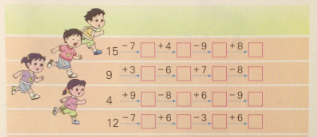 15 -7 □ +4 □ -9 □ +8 □
9 +3 □ -6 □ +7 □ -8 □
4 +9 □ -8 □ +6 □ -9 □
12 -7 □ +6 □ -3 □ +6 □